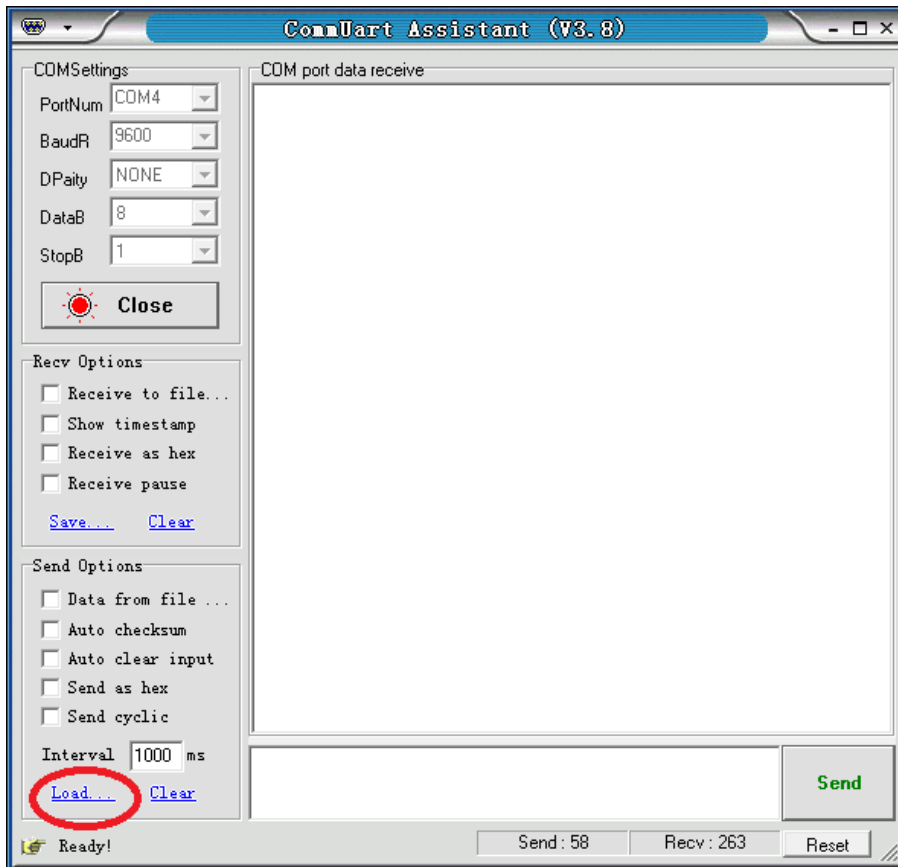 CommUart Assistant (V3.8)
COMSettings
PortNum COM4
BaudR 9600
DPaity NONE
DataB 8
StopB 1
Close
Recv Options
Receive to file...
Show timestamp
Receive as hex
Receive pause
Save... Clear
Send Options
Data from file ...
Auto checksum
Auto clear input
Send as hex
Send cyclic
Interval 1000 ms
Load... Clear
COM port data receive
Send
Ready!
Send : 58
Recv : 263
Reset